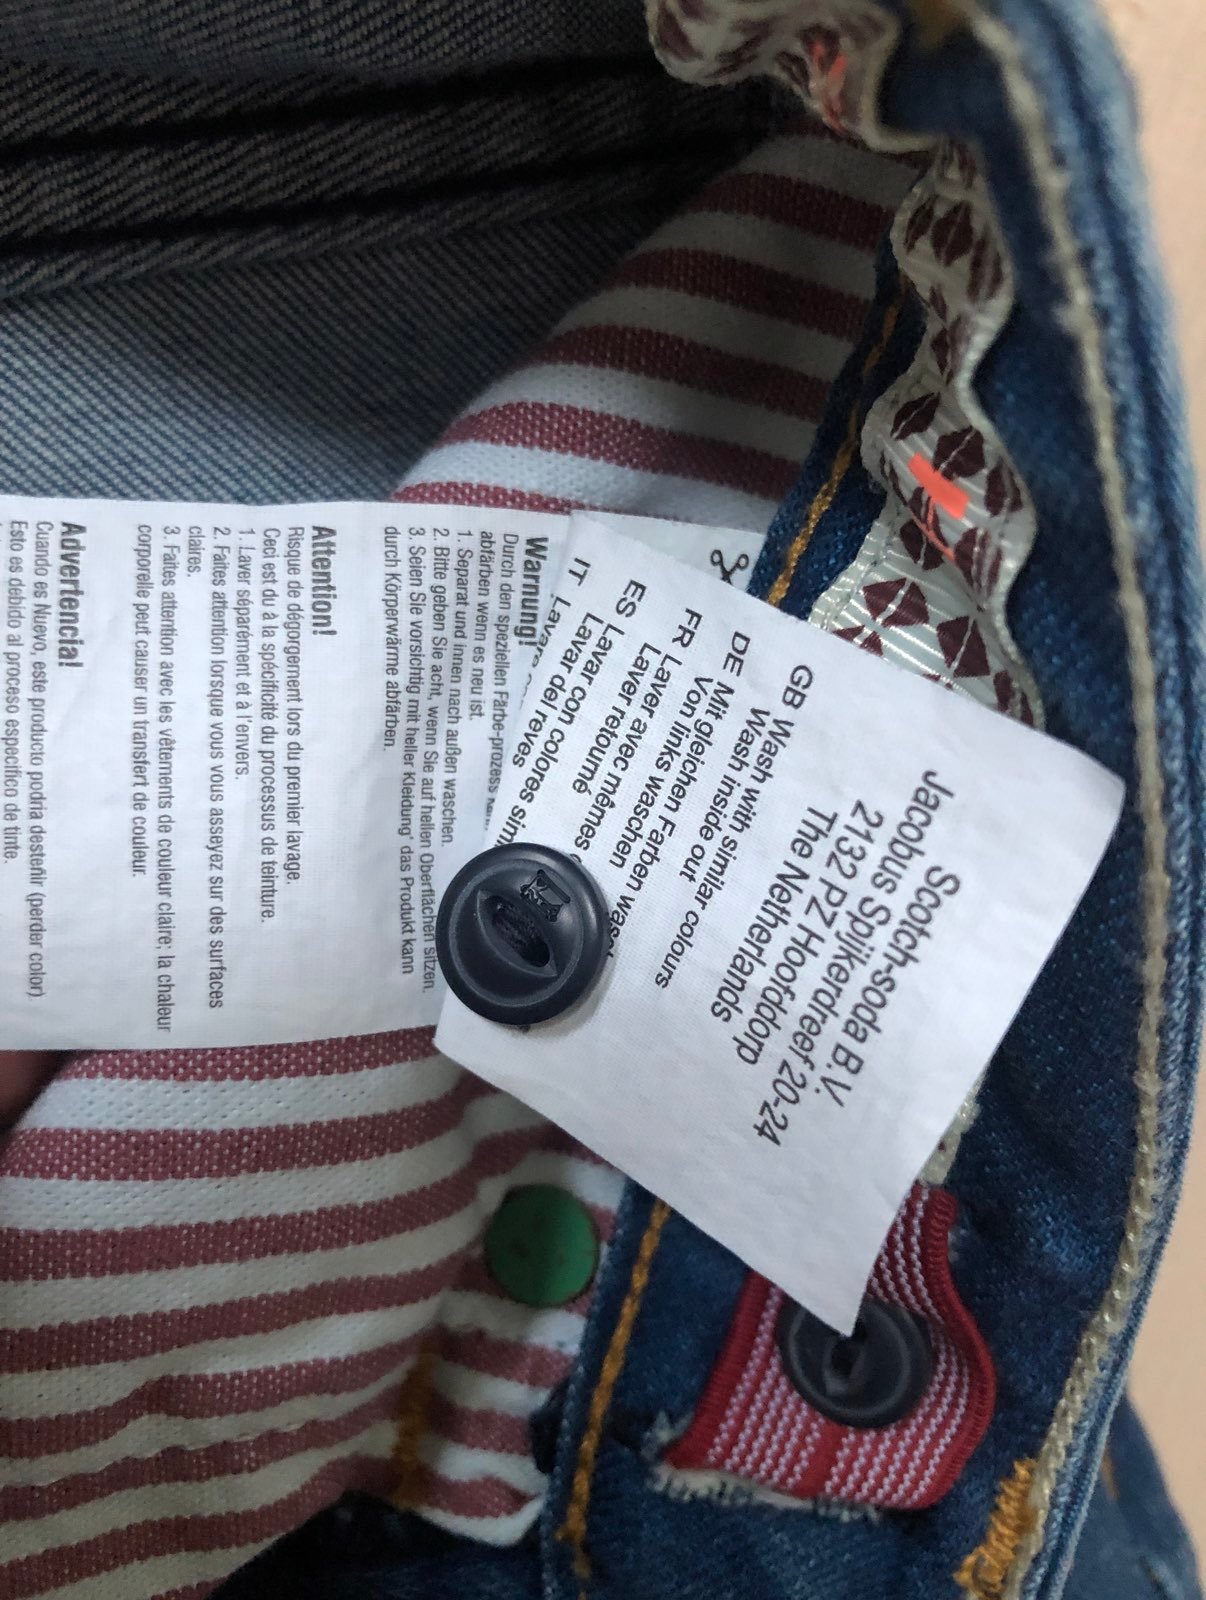 Scotch-soda B.V.
Jacobus Spijkerdreef 20-24
2132 PZ Hoofddorp
The Netherlands
GB Wash with similar colours
Wash inside out
DE Mit gleichen Farben
Von links waschen
FR Laver avec mêmes
Laver retourné
ES Lavar con colores
Lavar del reves
IT
Warnung!
Durch den speziellen Farbe-prozess
abfärben wenn es neu ist.
1. Separat und innen nach außen waschen.
2. Bitte geben Sie acht, wenn Sie auf hellen Oberflächen sitzen.
3. Seien Sie vorsichtig mit heller Kleidung' das Produkt kann
durch Körperwärme abfärben.
Attention!
Risque de dégorgement lors du premier lavage.
Ceci est du à la spécificité du processus de teinture.
1. Laver séparément et à l'envers.
2. Faites attention lorsque vous vous asseyez sur des surfaces
claires.
3. Faites attention avec les vêtements de couleur claire; la chaleur
corporelle peut causer un transfert de couleur.
Advertencia!
Cuando es Nuevo, este producto podria desteñir (perder color)
Esto es debido al proceso especifico de tinte.